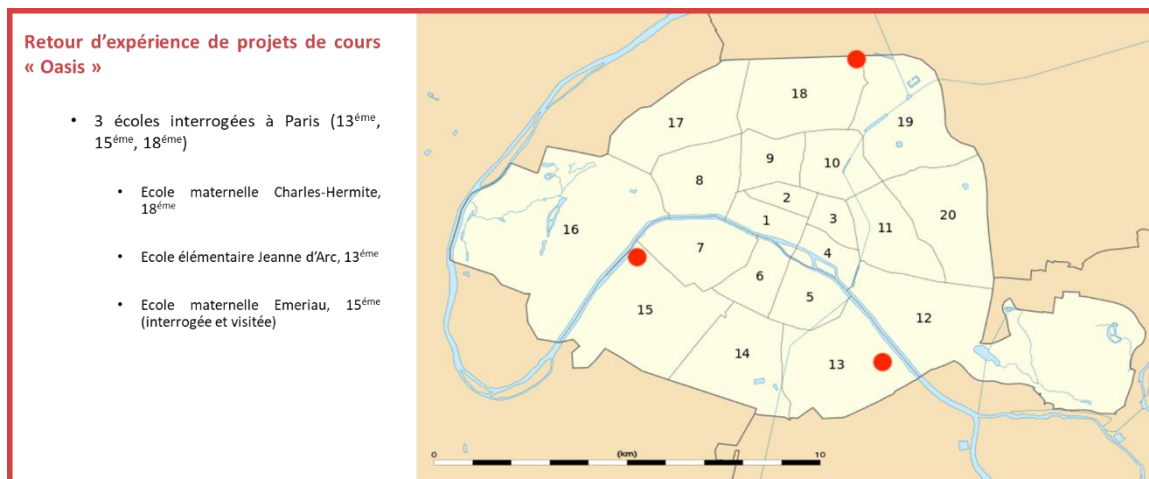 Retour d'expérience de projets de cours
« Oasis »
• 3 écoles interrogées à Paris (13éme,
15éme, 18éme)
• Ecole maternelle Charles-Hermite,
18éme
• Ecole élémentaire Jeanne d'Arc, 13éme
• Ecole maternelle Emeriau, 15éme
(interrogée et visitée)
18
17
19
9
10
8
2
1
3
11
20
16
7
4
6
5
15
12
14
13
(km)
0
10